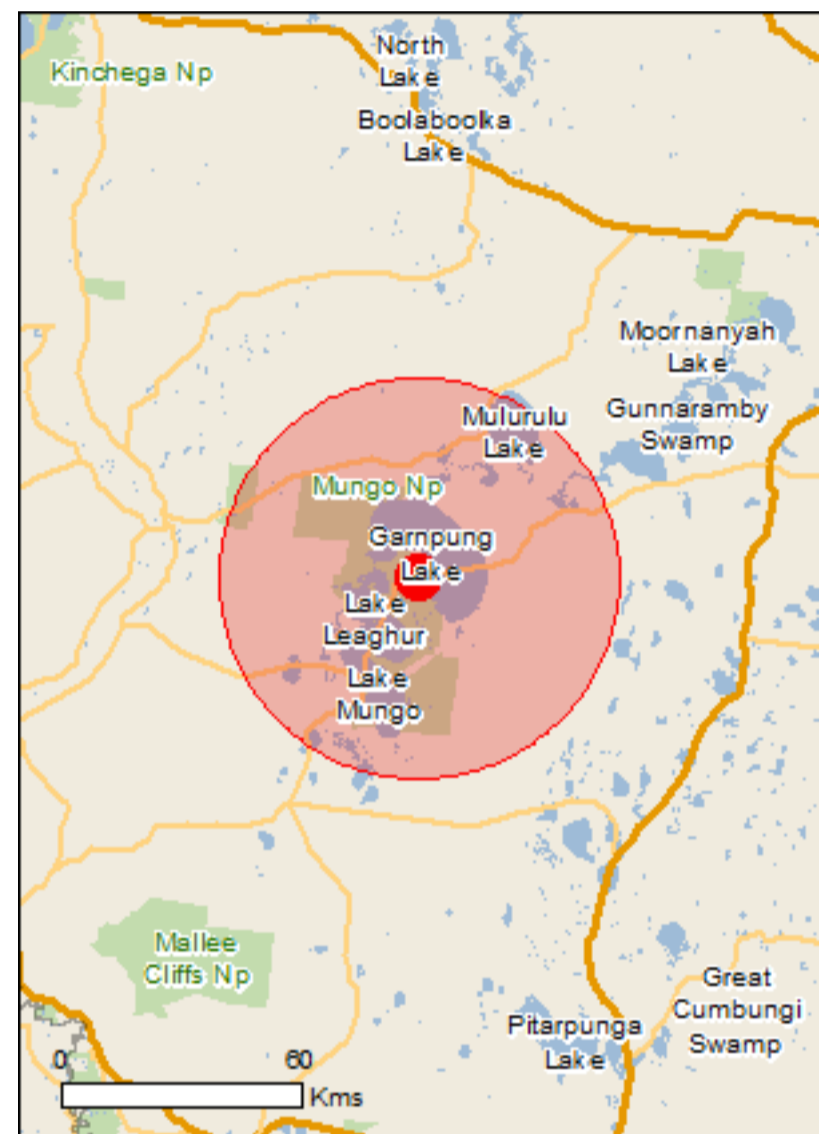 North
Lake
Kinchega Np
Boolaboolka
Lake
Moornanyah
Lake
Mulurulu
Lake
Gunnaramby
Swamp
Mungo Np
Garnpung
Lake
Lake
Leaghur
Lake
Mungo
Mallee
Cliffs Np
Great
Cumbungi
Swamp
Pitarpunga
Lake
0 60
Kms